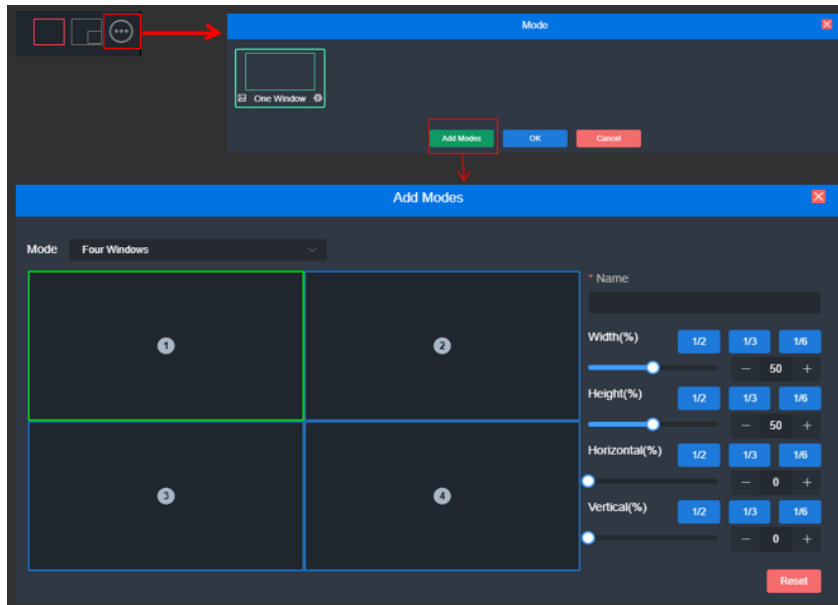 Mode
One Window
Add Modes OK Cancel
Add Modes
Mode Four Windows
1 2
3 4
* Name
Width(%) 1/2 1/3 1/6
− 50 +
Height(%) 1/2 1/3 1/6
− 50 +
Horizontal(%) 1/2 1/3 1/6
− 0 +
Vertical(%) 1/2 1/3 1/6
− 0 +
Reset